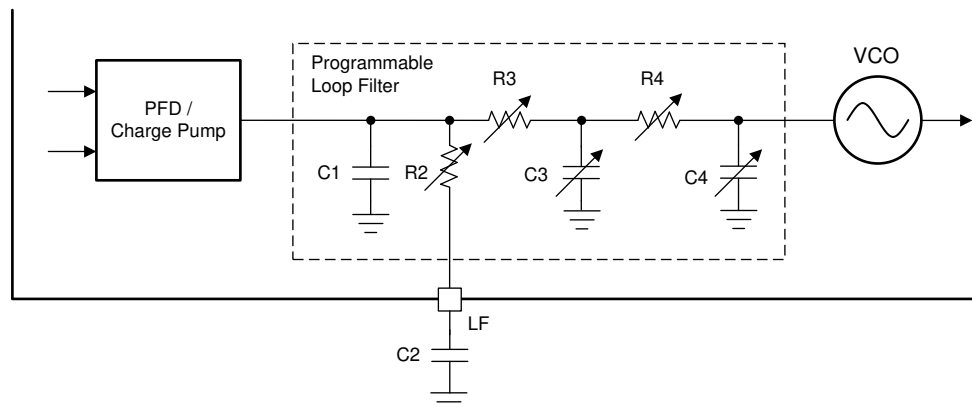 Programmable
Loop Filter
VCO
R3
R4
PFD /
Charge Pump
C1
R2
C3
C4
LF
C2